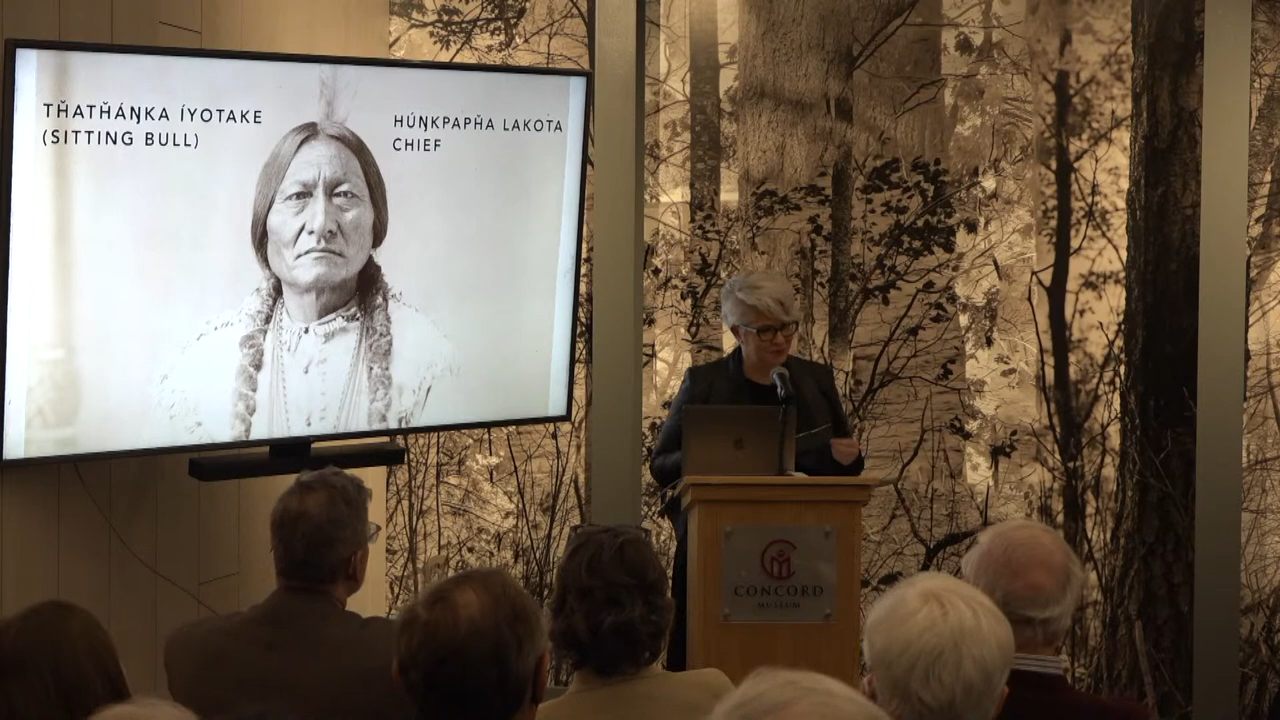 TȞATȞÁŊKA ÍYOTAKE
(SITTING BULL)
HÚŊKPAPȞA LAKOTA
CHIEF
CONCORD
MUSEUM